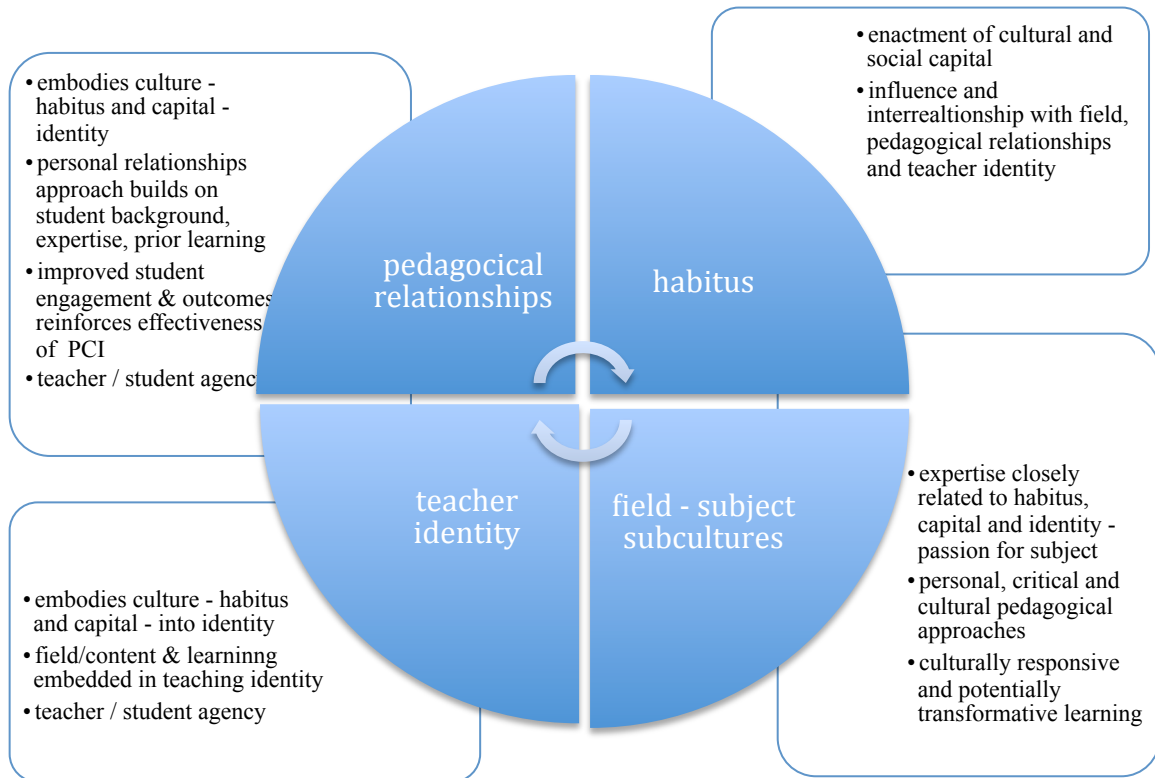 • embodies culture -
habitus and capital -
identity
• personal relationships
approach builds on
student background,
expertise, prior learning
• improved student
engagement & outcomes
reinforces effectiveness
of PCI
• teacher / student agency
• enactment of cultural and
social capital
• influence and
interrealtionship with field,
pedagogical relationships
and teacher identity
pedagocical
relationships
habitus
teacher
identity
field - subject
subcultures
• embodies culture - habitus
and capital - into identity
• field/content & learninng
embedded in teaching identity
• teacher / student agency
• expertise closely
related to habitus,
capital and identity -
passion for subject
• personal, critical and
cultural pedagogical
approaches
• culturally responsive
and potentially
transformative learning